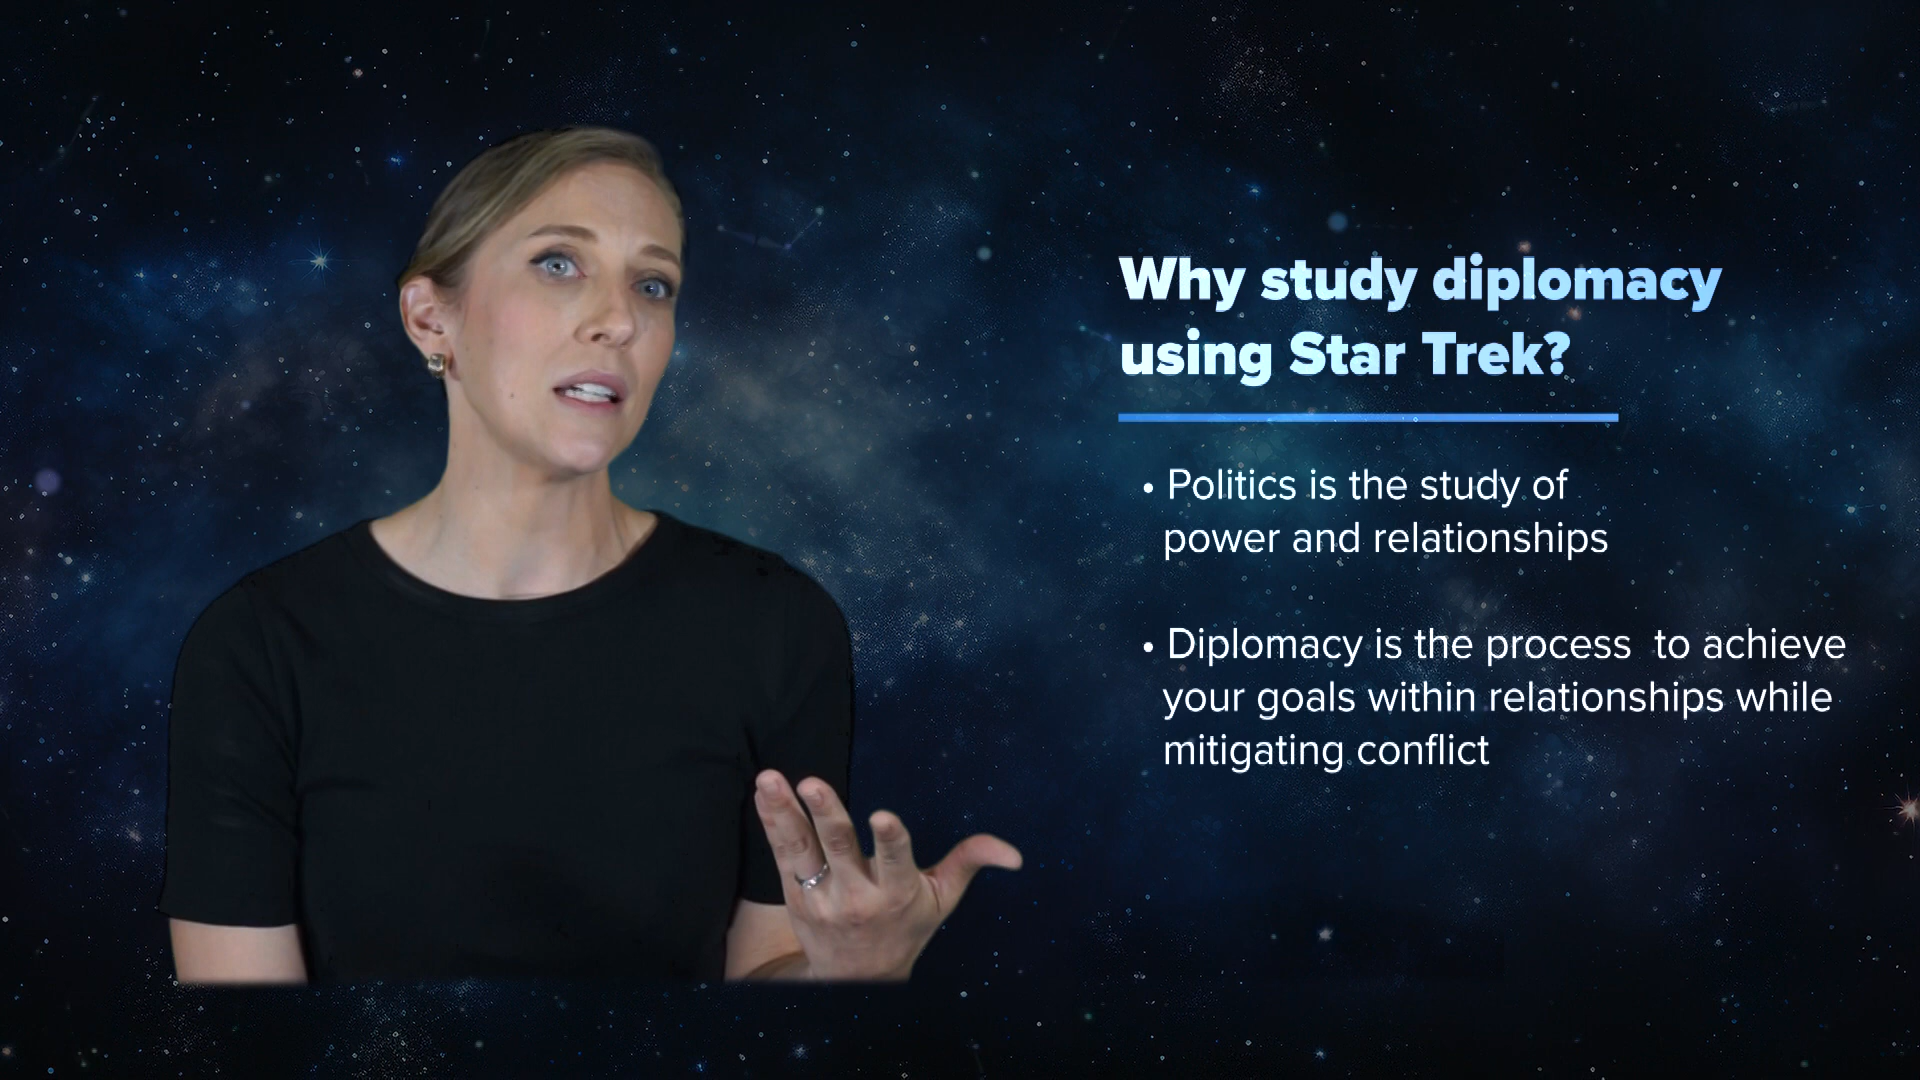 Why study diplomacy
using Star Trek?
• Politics is the study of
power and relationships
• Diplomacy is the process  to achieve
your goals within relationships while
mitigating conflict